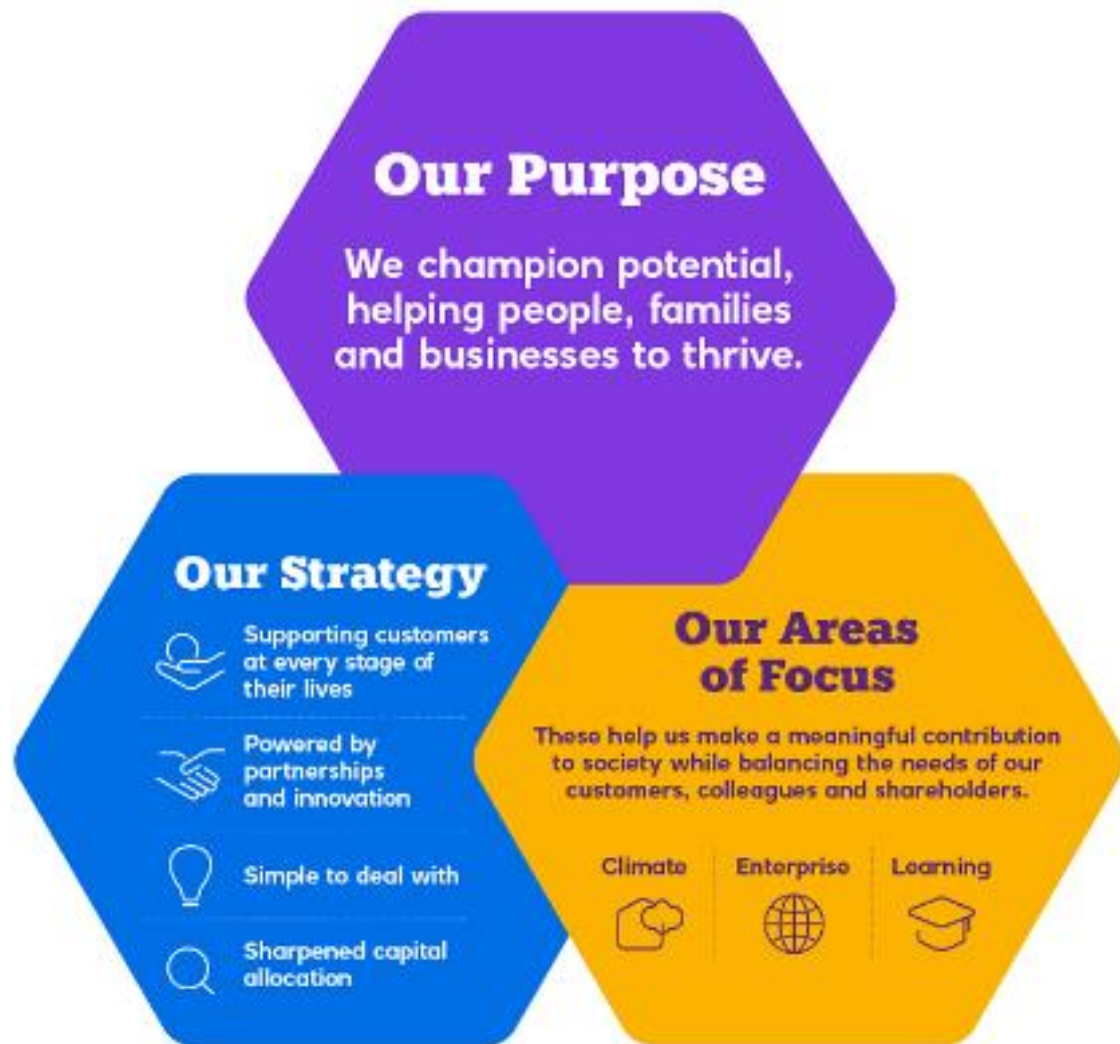 Our Purpose
We champion potential,
helping people, families
and businesses to thrive.
Our Strategy
Supporting customers
at every stage of
their lives
Powered by
partnerships
and innovation
Simple to deal with
Sharpened capital
allocation
Our Areas
of Focus
These help us make a meaningful contribution
to society while balancing the needs of our
customers, colleagues and shareholders.
Climate
Enterprise
Learning